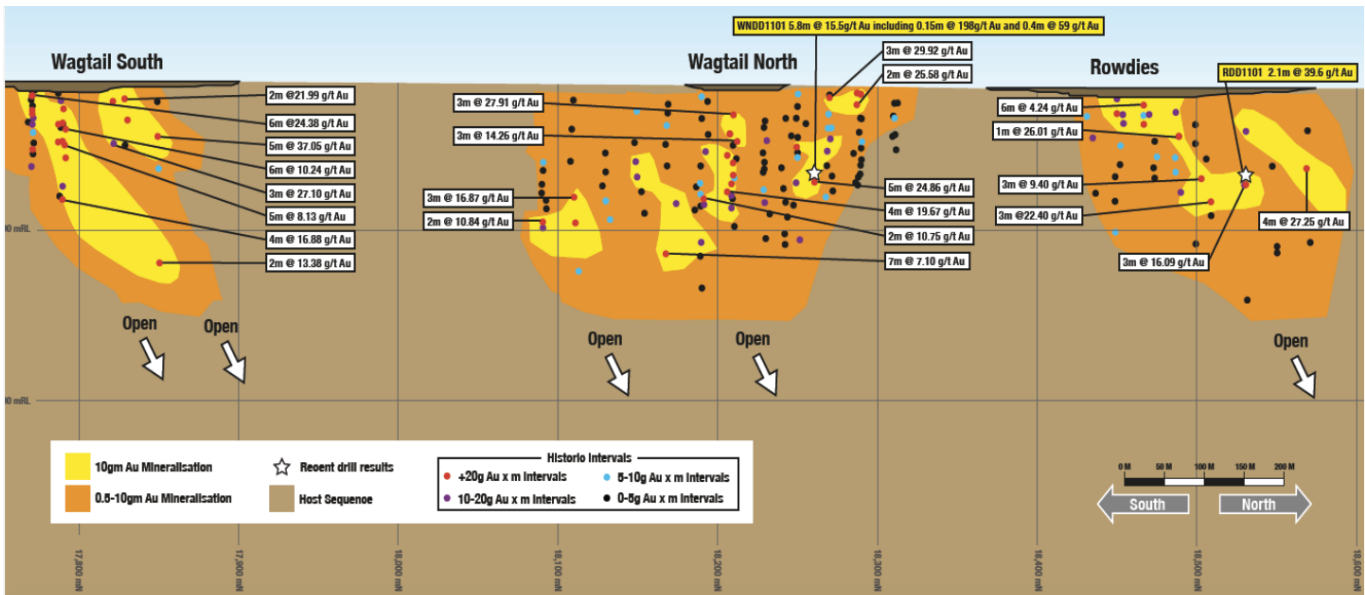 WNDD1101 5.8m @ 15.5g/t Au including 0.15m @ 198g/t Au and 0.4m @ 59 g/t Au
Wagtail South
Wagtail North
Rowdies
3m @ 29.92 g/t Au
2m @ 25.58 g/t Au
RDD1101 2.1m @ 39.6 g/t Au
2m @21.99 g/t Au
6m @24.38 g/t Au
5m @ 37.05 g/t Au
6m @ 10.24 g/t Au
3m @ 27.10 g/t Au
5m @ 8.13 g/t Au
4m @ 16.88 g/t Au
2m @ 13.38 g/t Au
3m @ 27.91 g/t Au
3m @ 14.26 g/t Au
3m @ 16.87 g/t Au
2m @ 10.84 g/t Au
5m @ 24.86 g/t Au
4m @ 19.67 g/t Au
2m @ 10.75 g/t Au
7m @ 7.10 g/t Au
6m @ 4.24 g/t Au
1m @ 26.01 g/t Au
3m @ 9.40 g/t Au
3m @22.40 g/t Au
4m @ 27.25 g/t Au
3m @ 16.09 g/t Au
Open
Open
Open
Open
Open
00 mRL
00 mRL
10gm Au Mineralisation
0.5-10gm Au Mineralisation
Recent drill results
Host Sequence
Historic Intervals
+20g Au x m Intervals
5-10g Au x m Intervals
10-20g Au x m Intervals
0-5g Au x m Intervals
0 M 50 M 100 M 150 M 200 M
South
North
17,800 mN
17,900 mN
18,000 mN
18,100 mN
18,200 mN
18,300 mN
18,400 mN
18,500 mN
18,600 mN